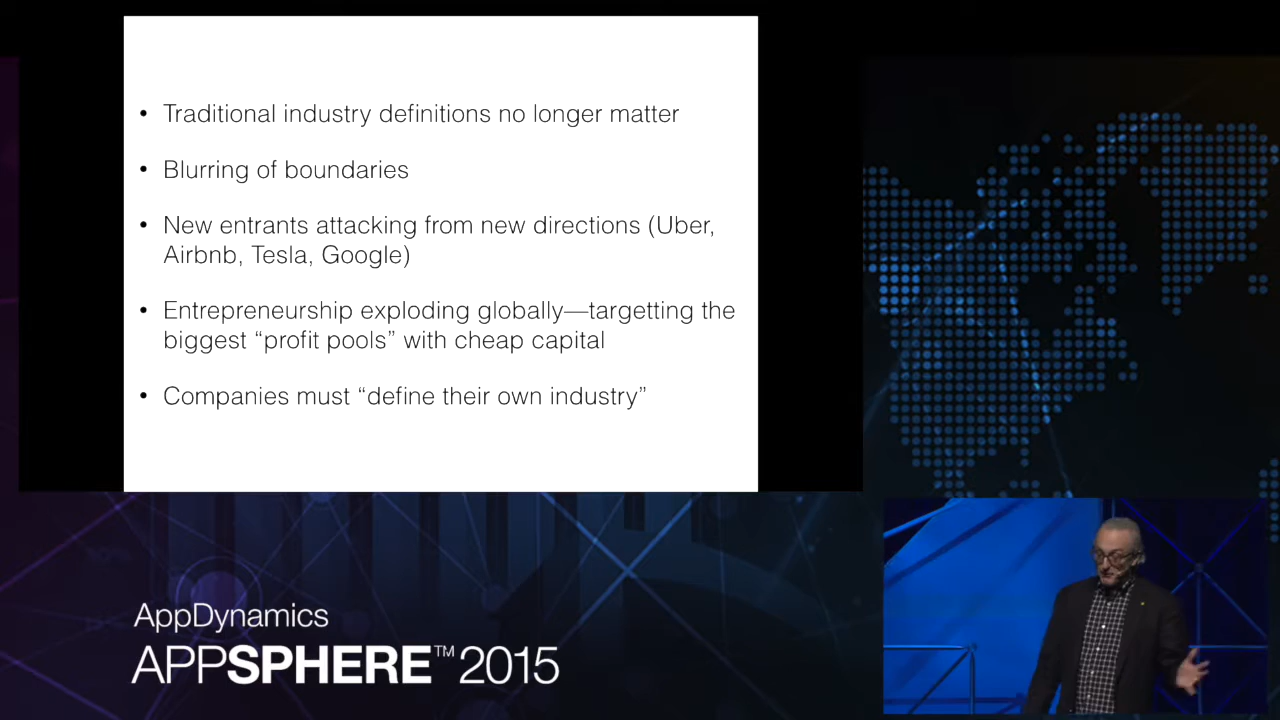 • Traditional industry definitions no longer matter
• Blurring of boundaries
• New entrants attacking from new directions (Uber,
Airbnb, Tesla, Google)
• Entrepreneurship exploding globally—targetting the
biggest “profit pools” with cheap capital
• Companies must “define their own industry”
AppDynamics
APPSPHERE™ 2015